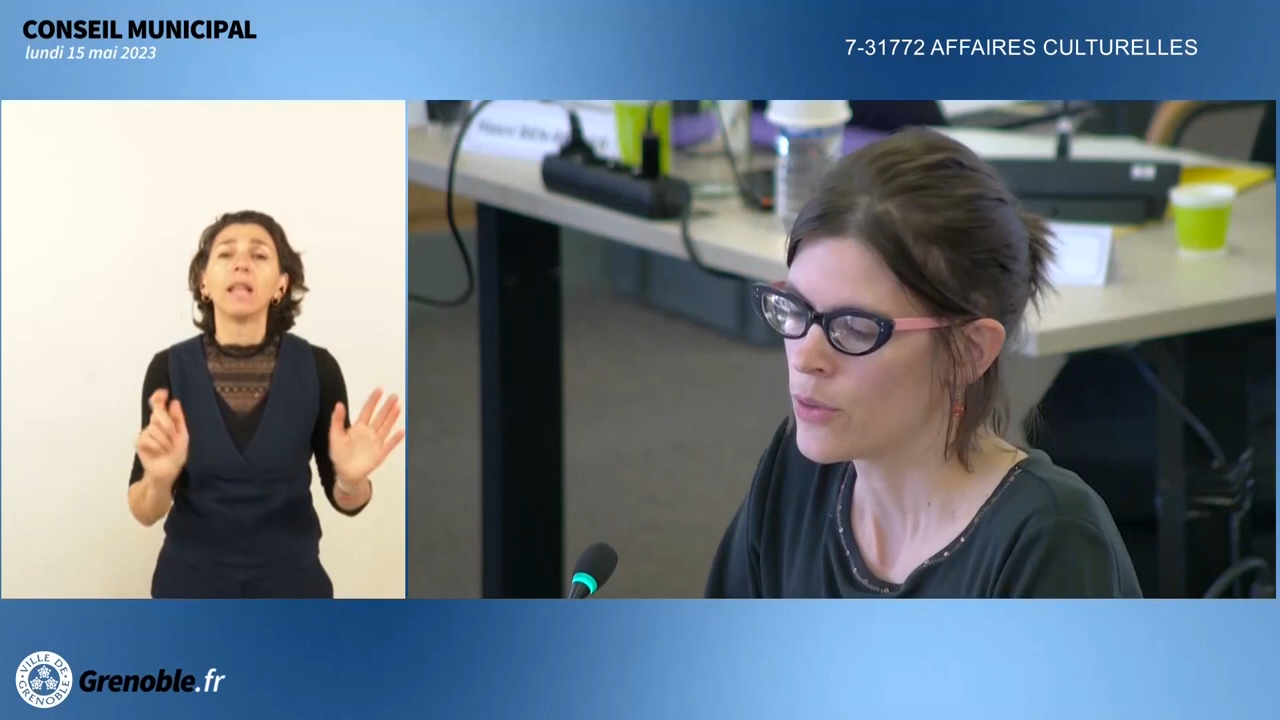 CONSEIL MUNICIPAL
lundi 15 mai 2023
7-31772 AFFAIRES CULTURELLES
VILLE DE
GRENOBLE
Grenoble.fr